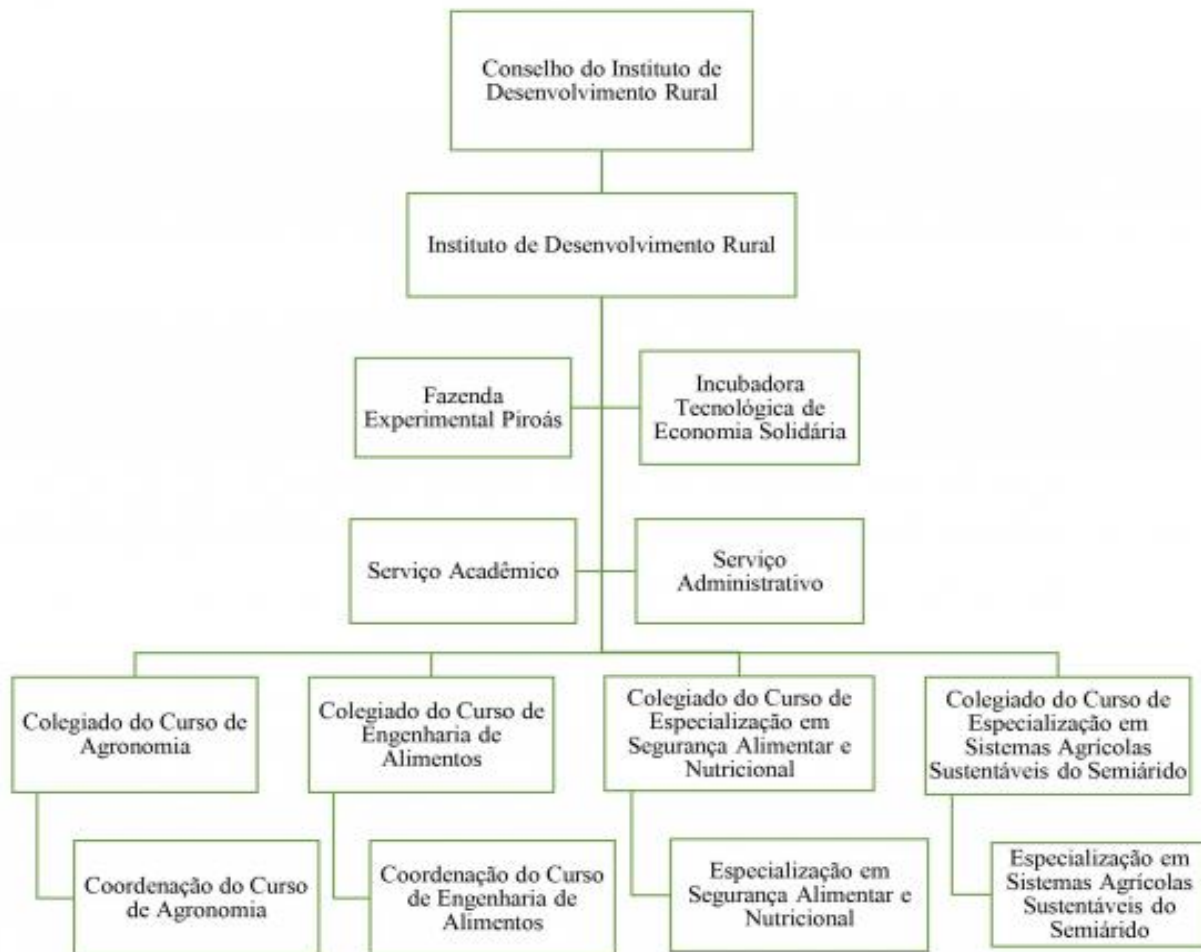 Conselho do Instituto de
Desenvolvimento Rural
Instituto de Desenvolvimento Rural
Fazenda
Experimental Piroás
Incubadora
Tecnológica de
Economia Solidária
Serviço Acadêmico
Serviço
Administrativo
Colegiado do Curso de
Agronomia
Colegiado do Curso de
Engenharia de
Alimentos
Colegiado do Curso de
Especialização em
Segurança Alimentar e
Nutricional
Colegiado do Curso de
Especialização em
Sistemas Agrícolas
Sustentáveis do Semiárido
Coordenação do Curso
de Agronomia
Coordenação do Curso
de Engenharia de
Alimentos
Especialização em
Segurança Alimentar e
Nutricional
Especialização em
Sistemas Agrícolas
Sustentáveis do
Semiárido